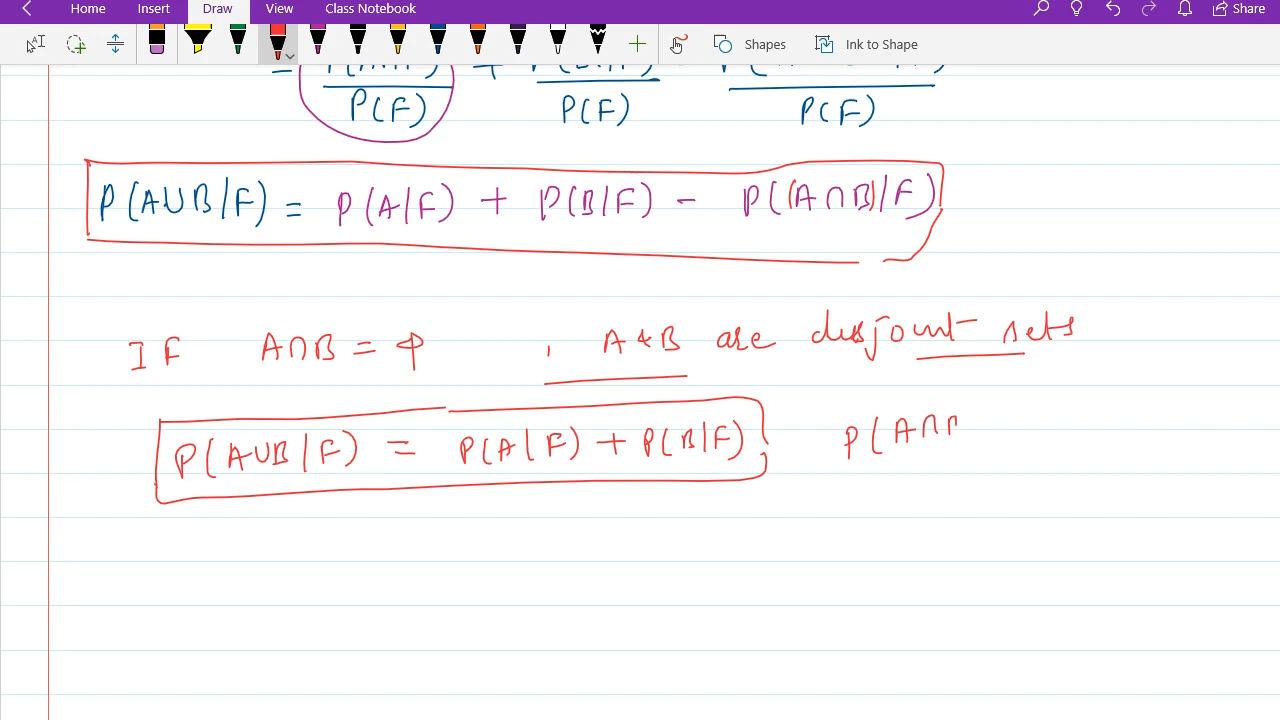 Home Insert Draw View Class Notebook Share
Shapes Ink to Shape
= + 
P(F) P(F) P(F)
P(A∪B/F) = P(A/F) + P(B/F) - P((A∩B)/F)
IF A∩B = φ , A & B are disjoint sets
P(A∪B/F) = P(A/F) + P(B/F) P(A∩